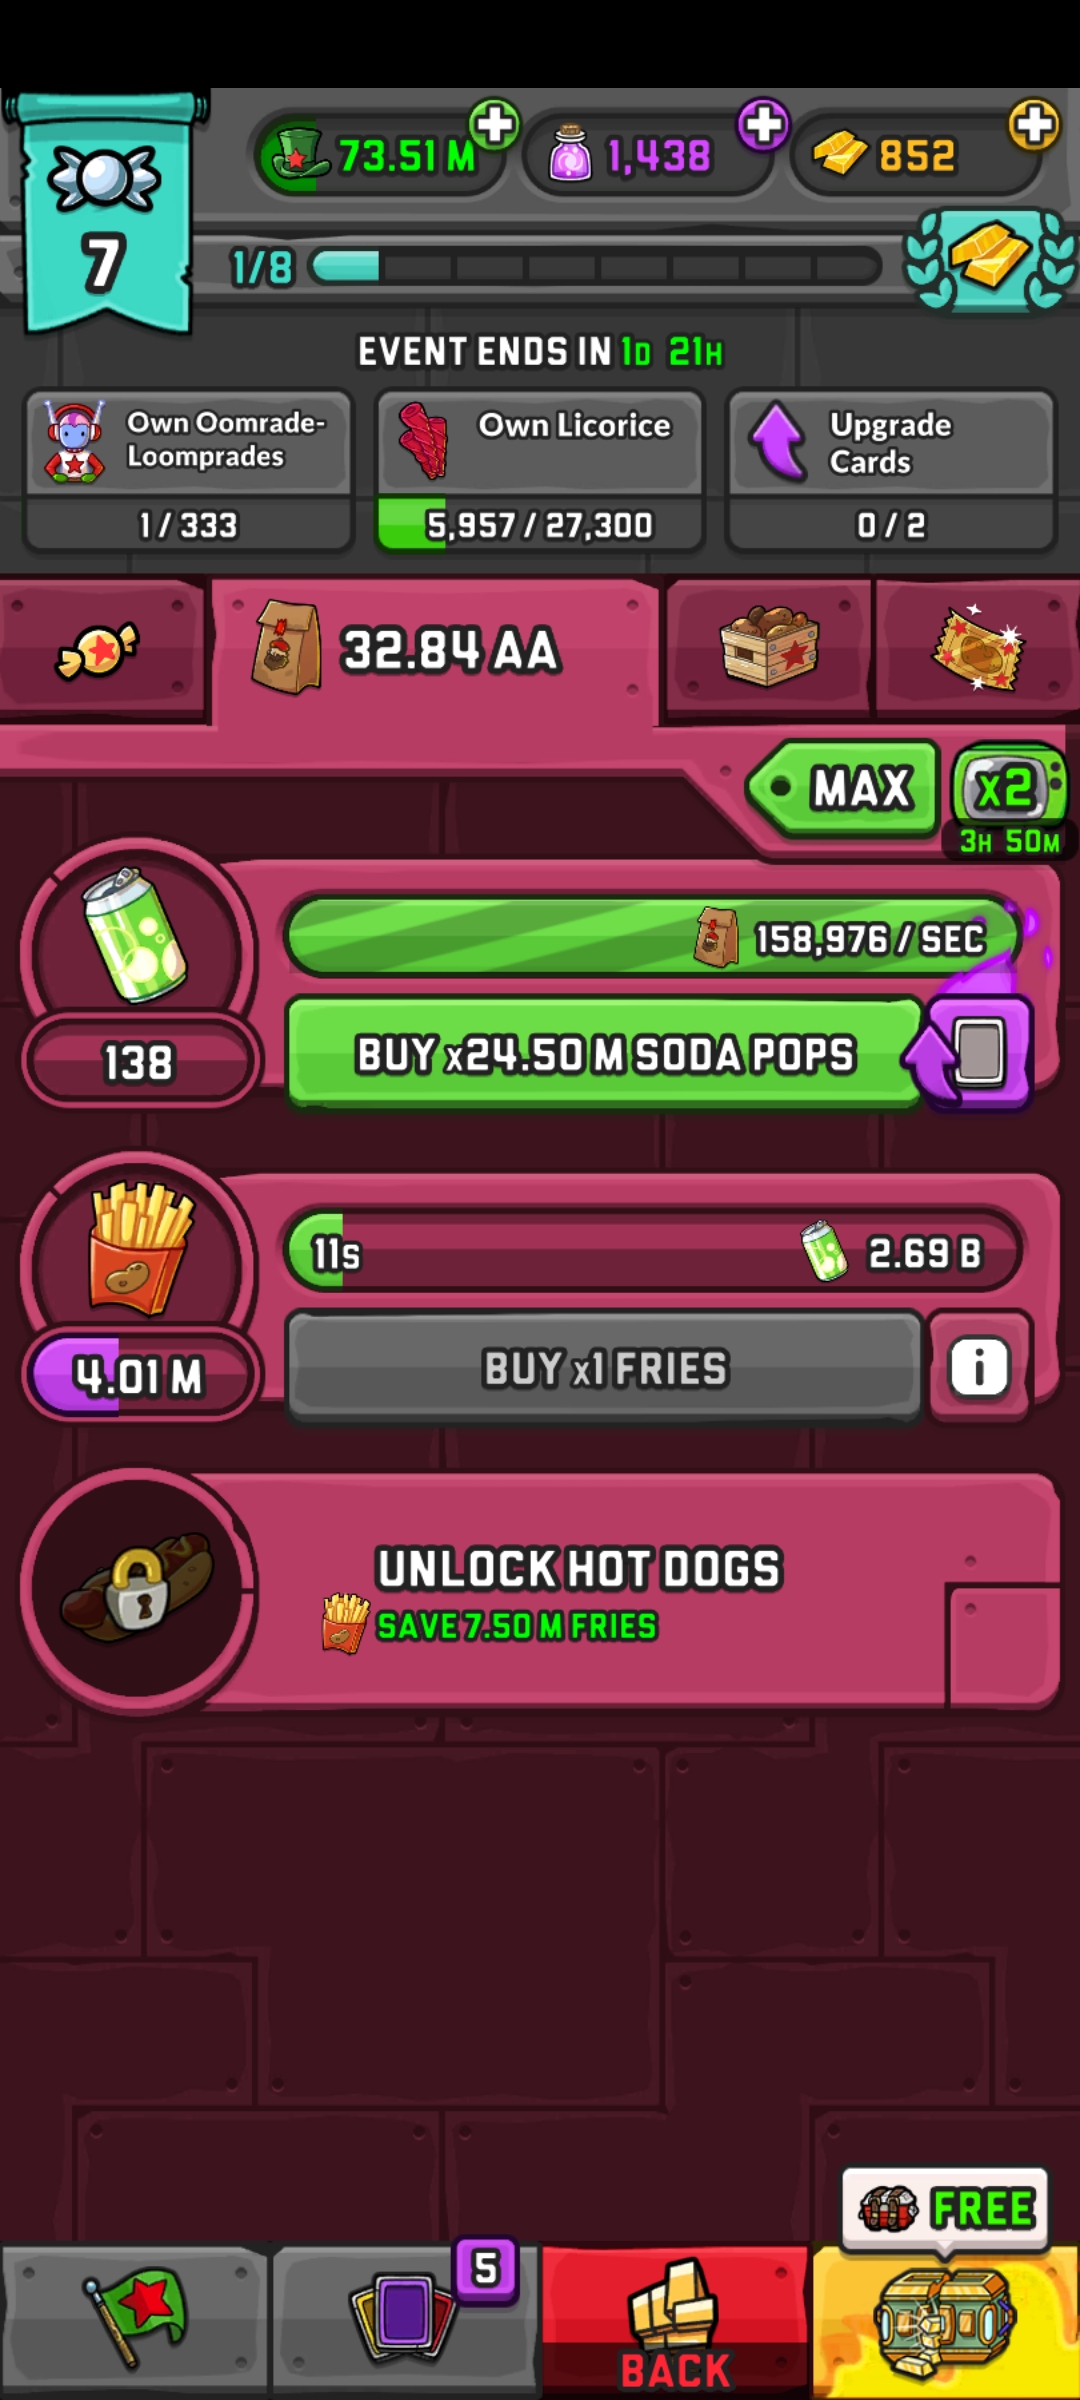 73.51 M
1,438
852
7
1/8
EVENT ENDS IN 1D 21H
Own Oomrade-
Loomprades
1 / 333
Own Licorice
5,957 / 27,300
Upgrade
Cards
0 / 2
32.84 AA
MAX
x2
3H 50M
158,976 / SEC
138
BUY x24.50 M SODA POPS
11s
2.69 B
4.01 M
BUY x1 FRIES
i
UNLOCK HOT DOGS
SAVE 7.50 M FRIES
FREE
5
BACK